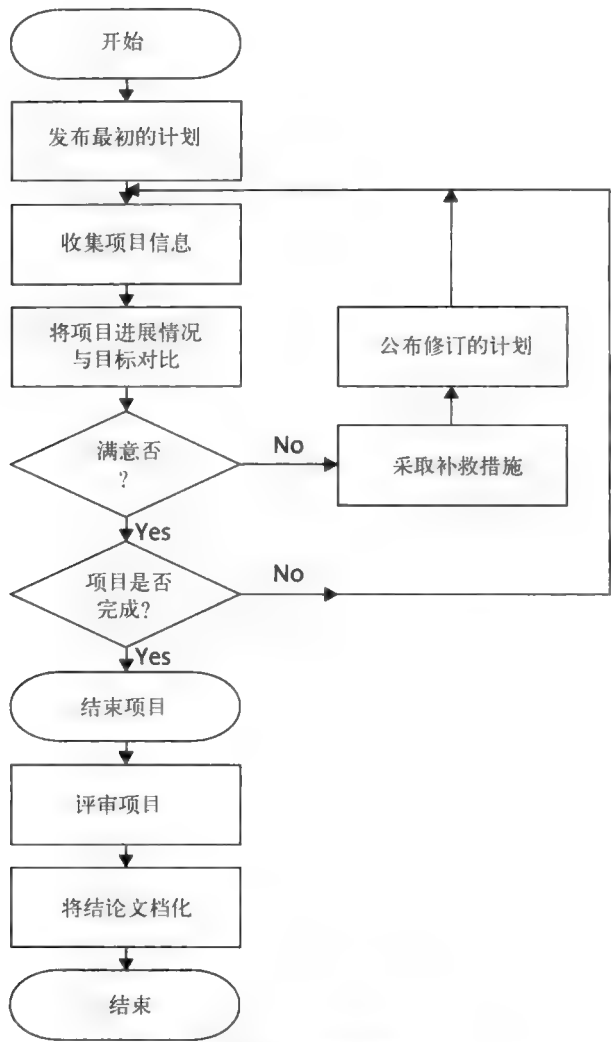 开始
发布最初的计划
收集项目信息
将项目进展情况
与目标对比
公布修订的计划
满意否
?
No
采取补救措施
Yes
项目是否
完成?
No
Yes
结束项目
评审项目
将结论文档化
结束